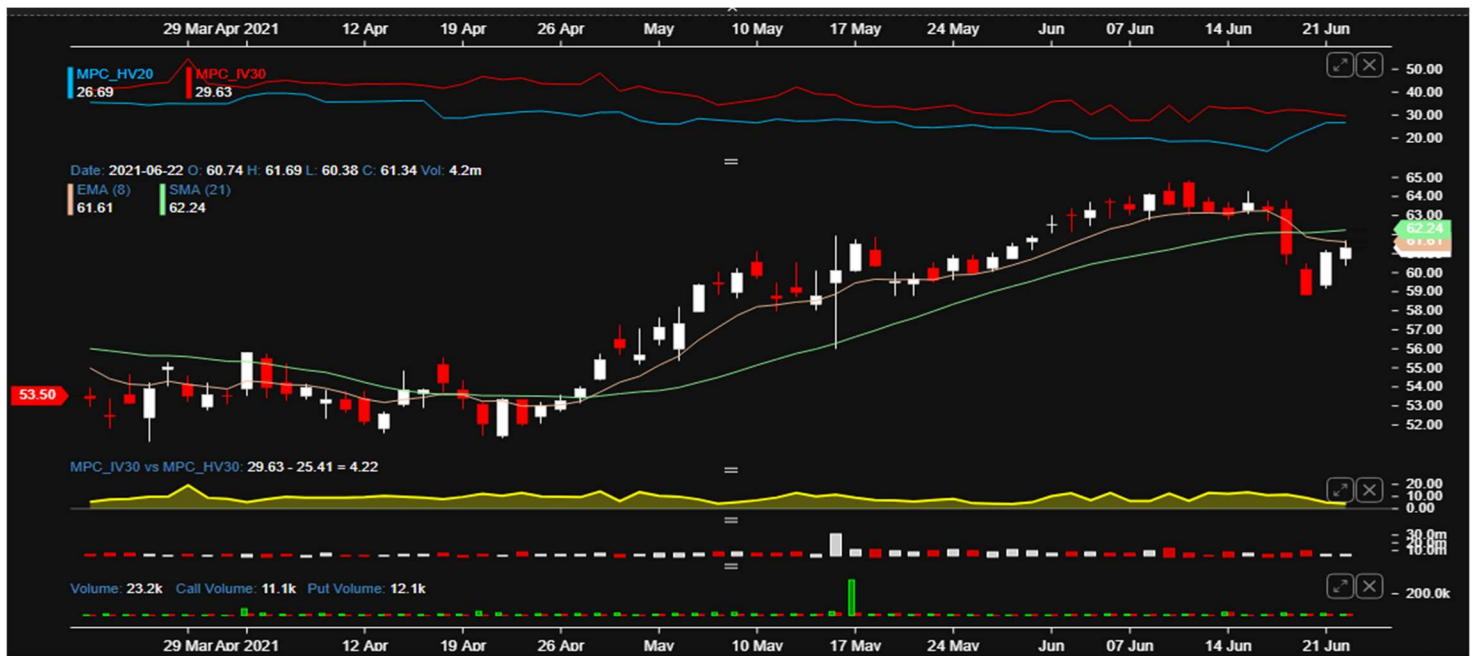 29 Mar Apr 2021 12 Apr 19 Apr 26 Apr May 10 May 17 May 24 May Jun 07 Jun 14 Jun 21 Jun
MPC_HV20 MPC_IV30
26.69 29.63
50.00
40.00
30.00
20.00
Date: 2021-06-22 O: 60.74 H: 61.69 L: 60.38 C: 61.34 Vol: 4.2m
EMA (8) SMA (21)
61.61 62.24
65.00
64.00
63.00
62.24
61.61
60.00
59.00
58.00
57.00
56.00
55.00
54.00
53.50
53.00
52.00
MPC_IV30 vs MPC_HV30: 29.63 - 25.41 = 4.22
20.00
10.00
0.00
30.0m
10.0m
Volume: 23.2k Call Volume: 11.1k Put Volume: 12.1k
200.0k
29 Mar Apr 2021 12 Apr 19 Apr 26 Apr May 10 May 17 May 24 May Jun 07 Jun 14 Jun 21 Jun